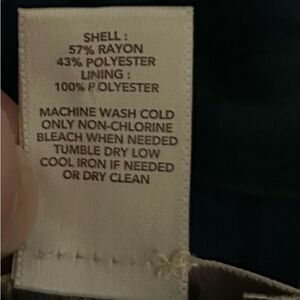 SHELL :
57% RAYON
43% POLYESTER
LINING :
100% POLYESTER
MACHINE WASH COLD
ONLY NON-CHLORINE
BLEACH WHEN NEEDED
TUMBLE DRY LOW
COOL IRON IF NEEDED
OR DRY CLEAN